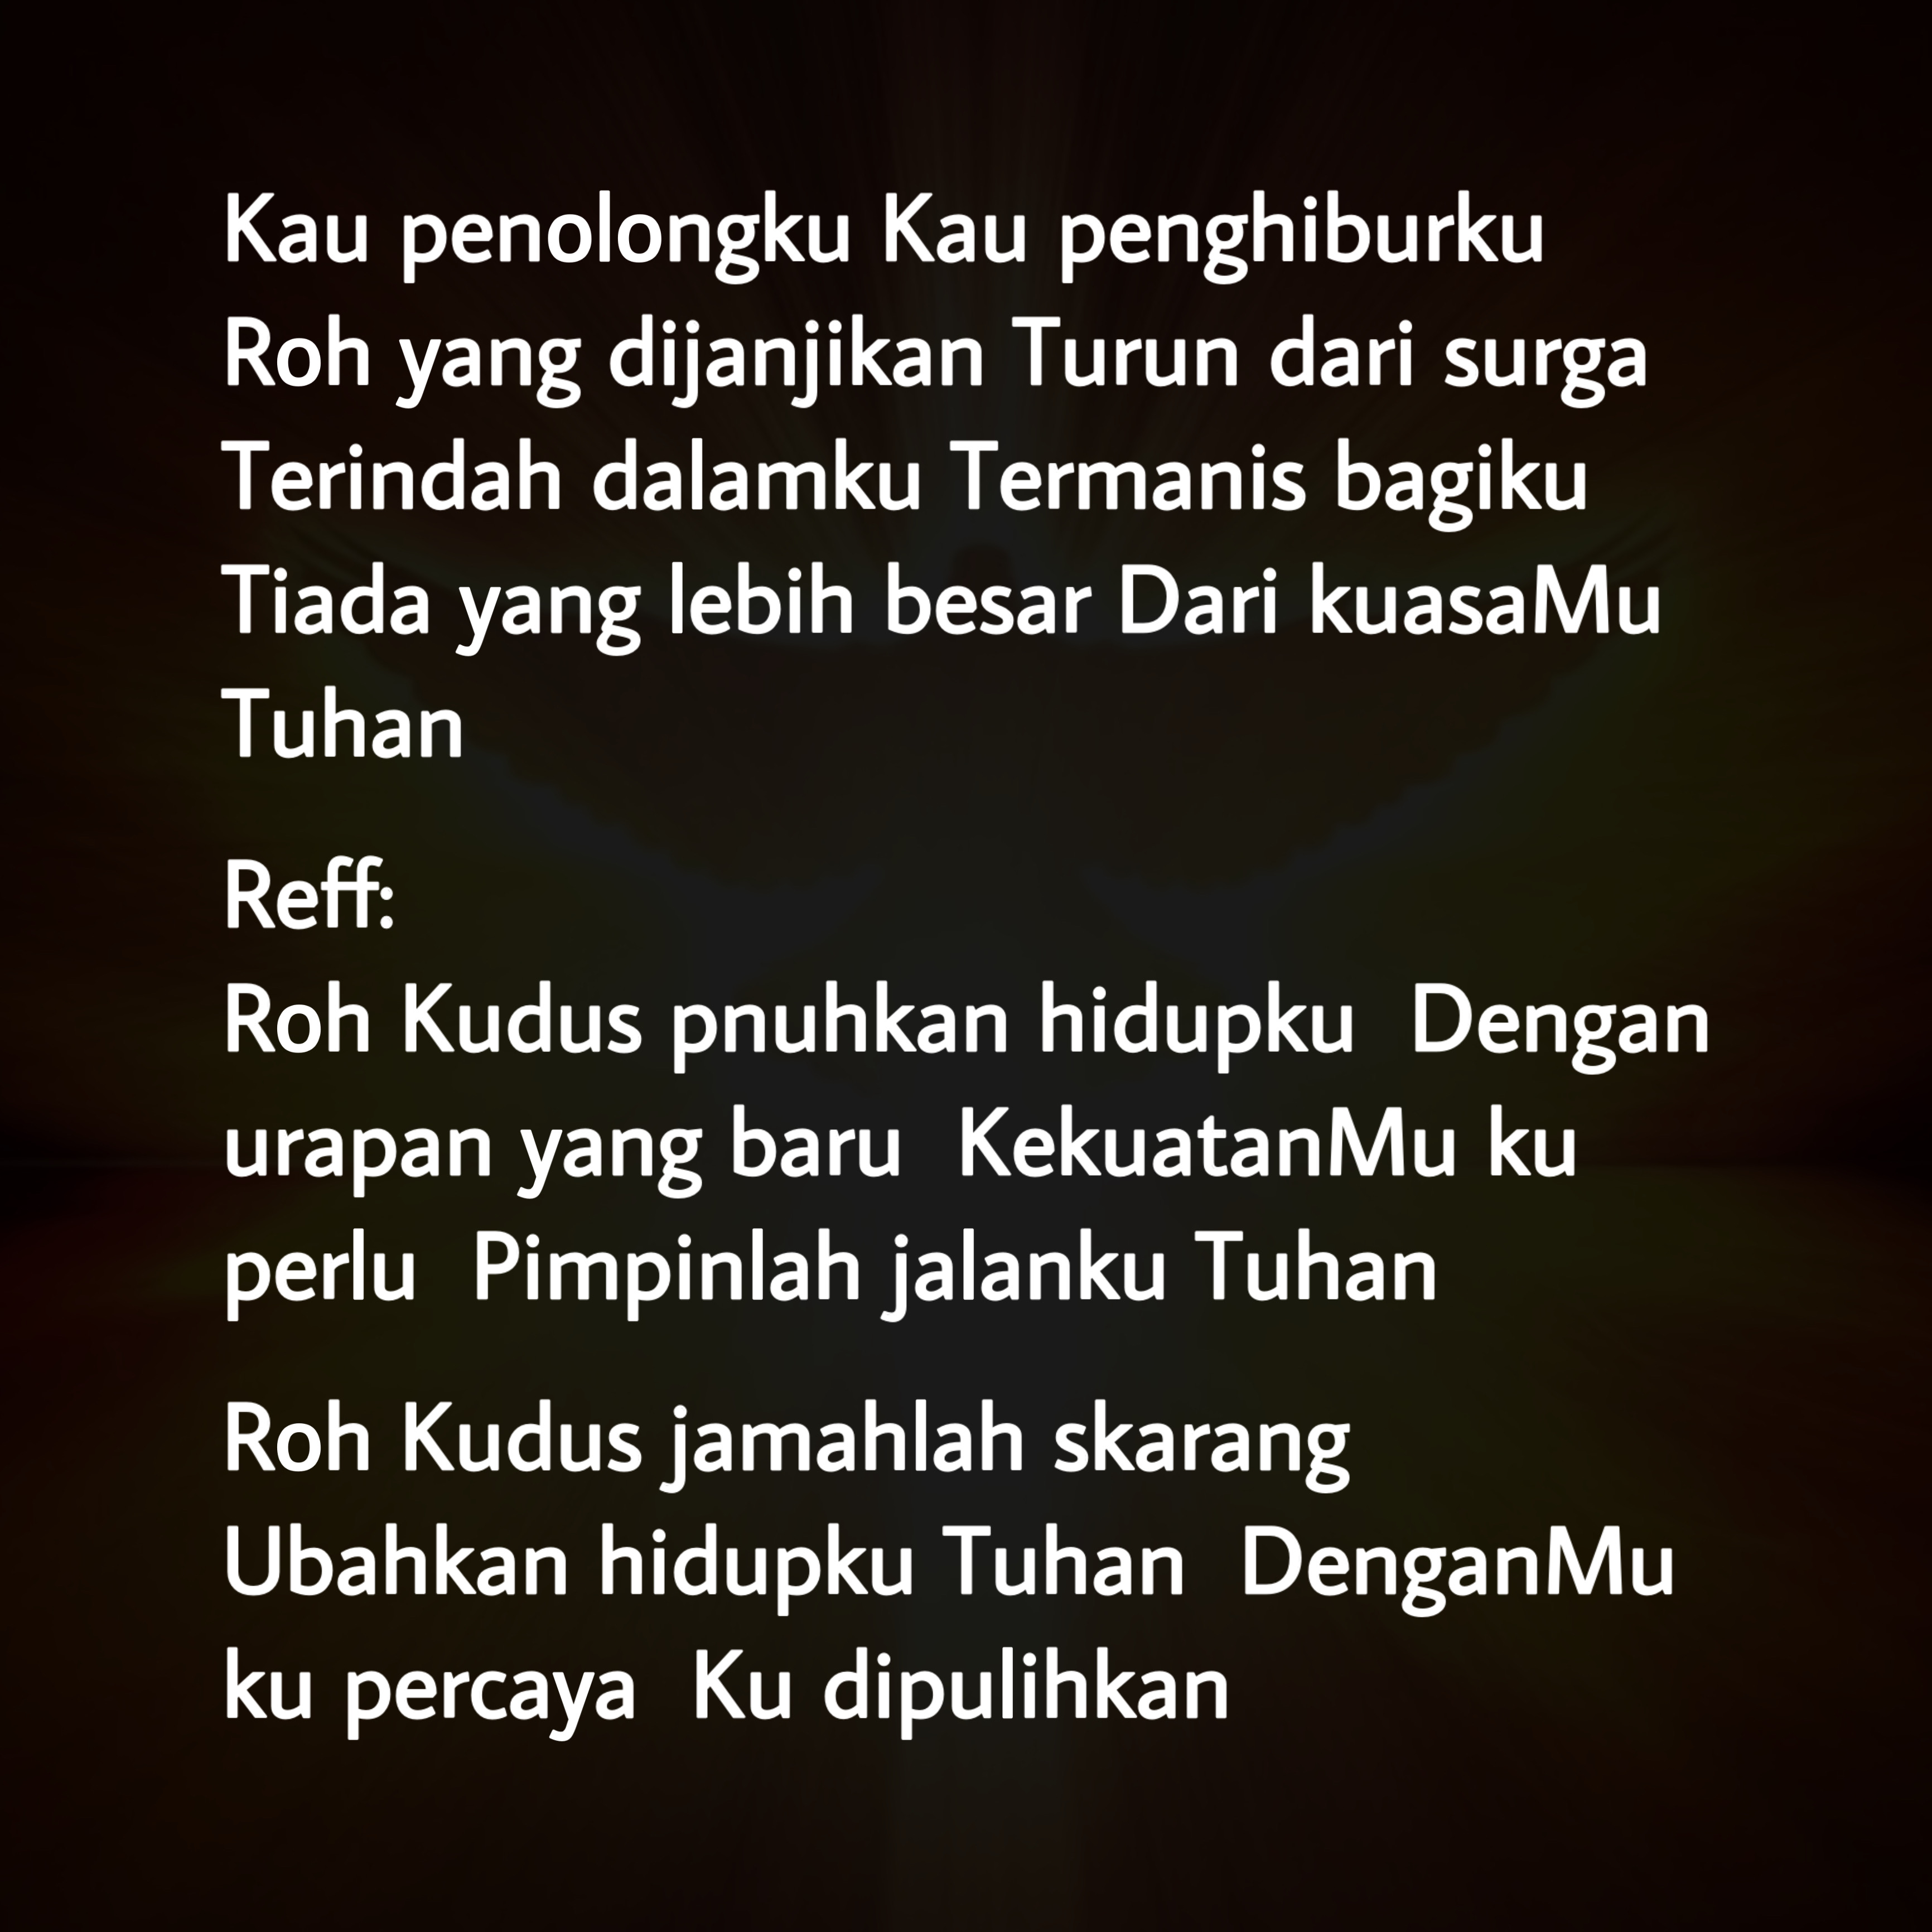 Kau penolongku Kau penghiburku
Roh yang dijanjikan Turun dari surga
Terindah dalamku Termanis bagiku
Tiada yang lebih besar Dari kuasaMu
Tuhan
Reff:
Roh Kudus pnuhkan hidupku  Dengan
urapan yang baru  KekuatanMu ku
perlu  Pimpinlah jalanku Tuhan
Roh Kudus jamahlah skarang
Ubahkan hidupku Tuhan  DenganMu
ku percaya  Ku dipulihkan